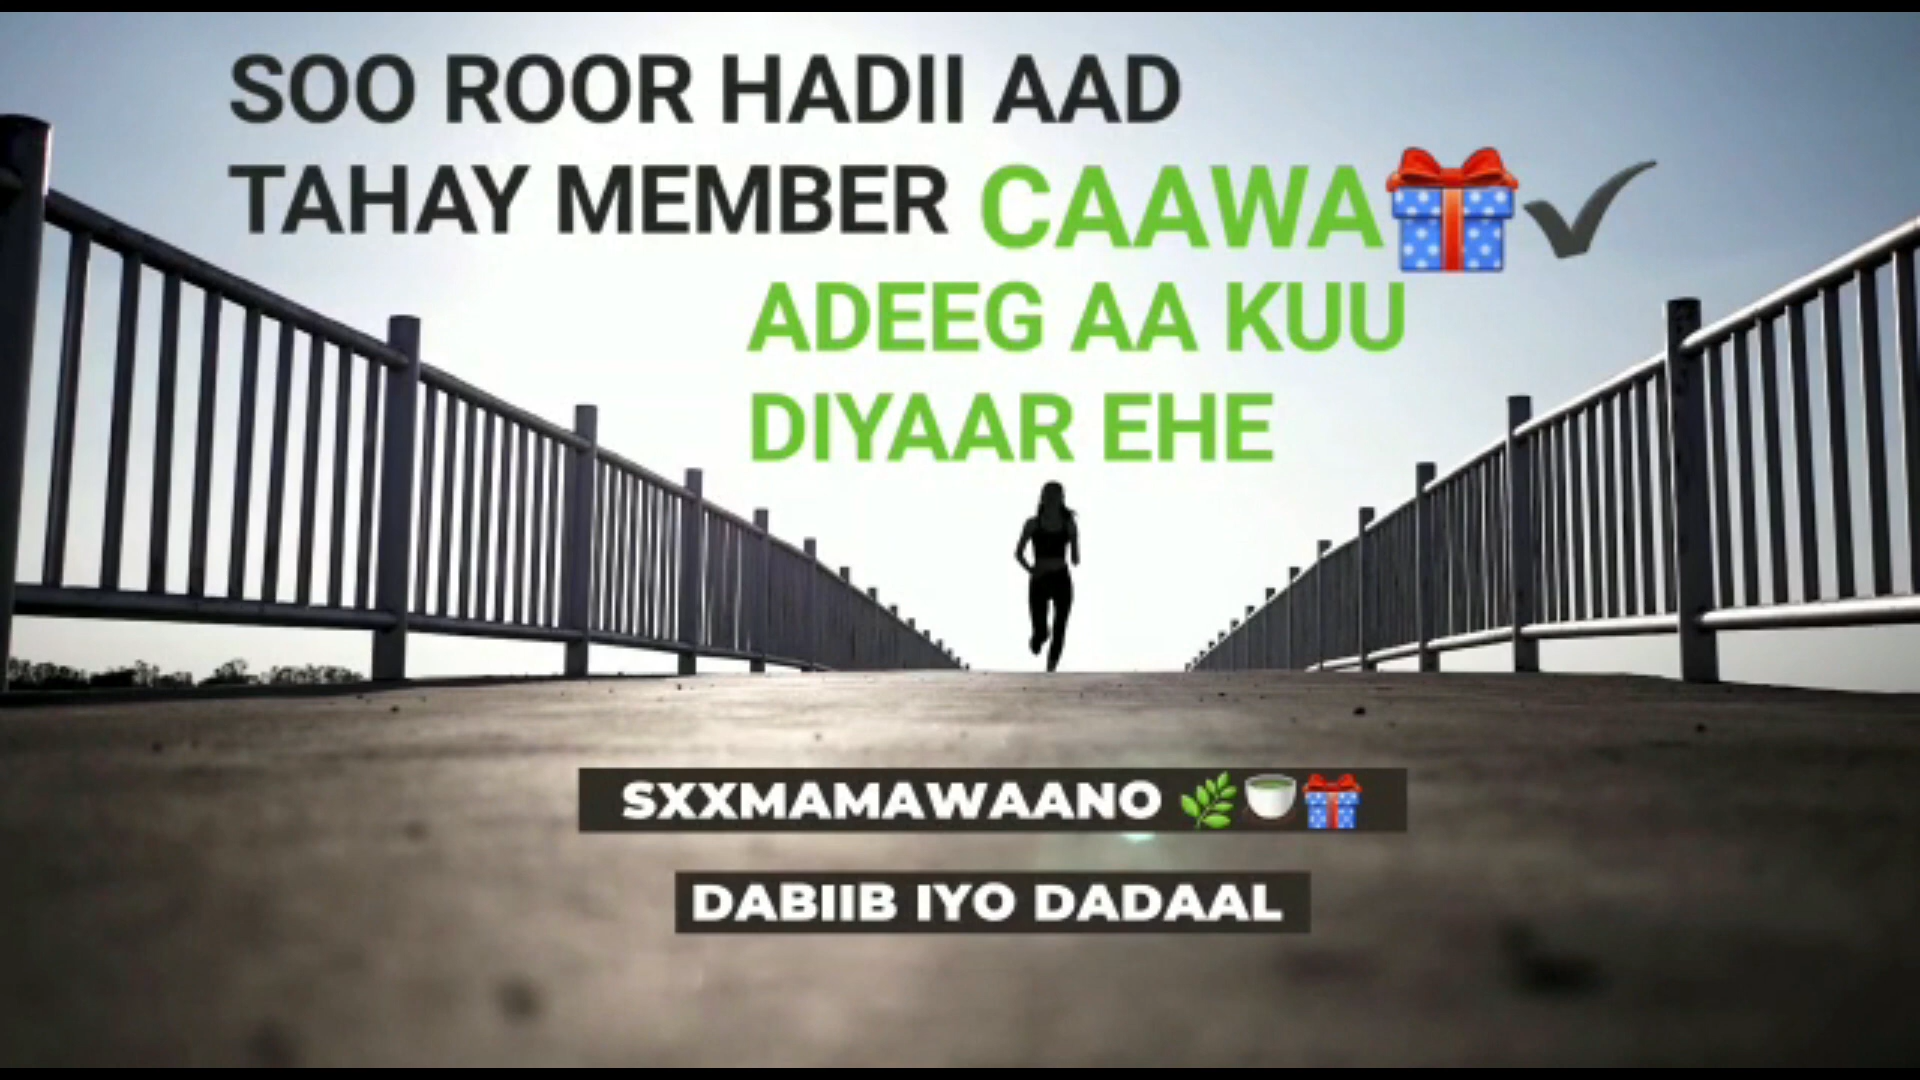 SOO ROOR HADII AAD
TAHAY MEMBER CAAWA🎁✔
ADEEG AA KUU
DIYAAR EHE
SXXMAMAWAANO 🌿🍵🎁
DABIIB IYO DADAAL